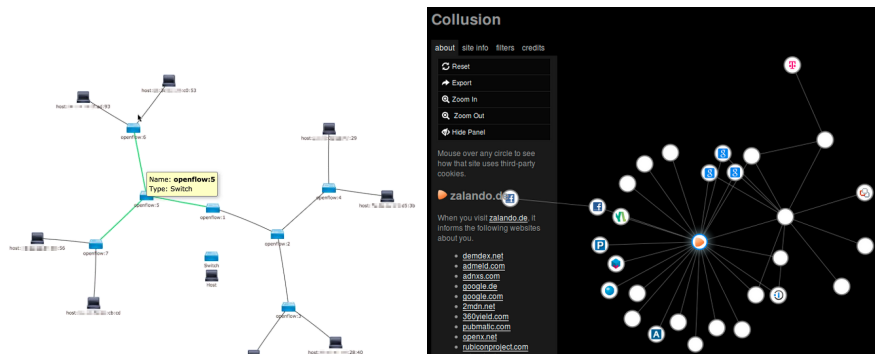 openflow:6
Name: openflow:5
Type: Switch
openflow:5
openflow:1
openflow:4
openflow:2
openflow:7
Switch
Host
Collusion
about site info filters credits
Reset
Export
Zoom In
Zoom Out
Hide Panel
Mouse over any circle to see
how that site uses third-party
cookies.
zalando.de
When you visit zalando.de, it
informs the following websites
about you.
demdex.net
admeld.com
adnxs.com
google.de
google.com
2mdn.net
360yield.com
pubmatic.com
openx.net
rubiconproject.com